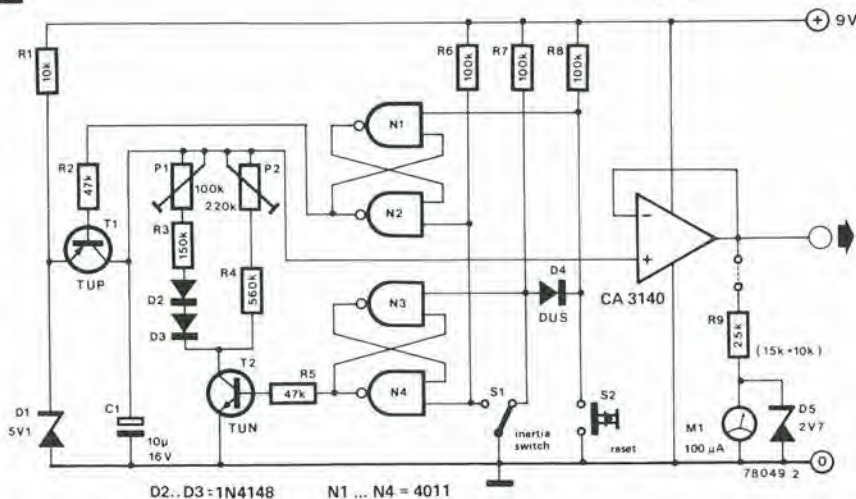 9V
R1
10k
R6
100k
R7
100k
R8
100k
N1
R2
47k
P1
100k
P2
220k
N2
T1
TUP
R3
150k
R4
560k
D2
D3
N3
D4
DUS
CA 3140
R9
25k
(15k+10k)
T2
TUN
R5
47k
N4
S1
inertia
switch
S2
reset
D1
5V1
C1
10µ
16V
M1
100 µA
D5
2V7
78049 2
0
D2..D3=1N4148 N1 ... N4 = 4011